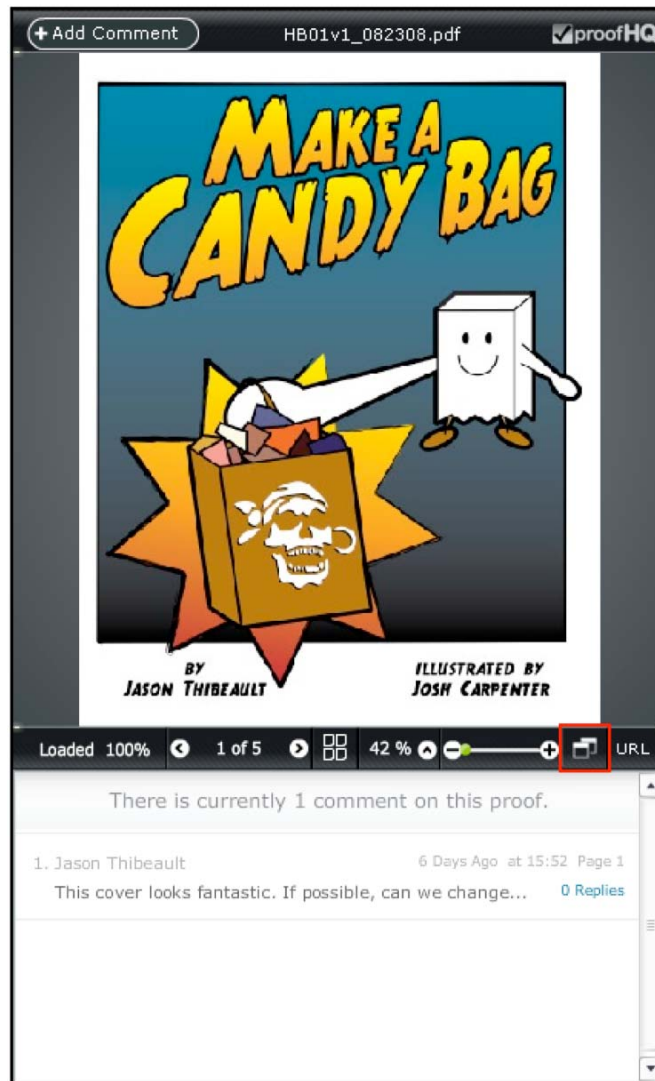 + Add Comment HB01v1_082308.pdf proofHQ
MAKE A
CANDY BAG
BY
JASON THIBEAULT
ILLUSTRATED BY
JOSH CARPENTER
Loaded 100% 1 of 5 42 % URL
There is currently 1 comment on this proof.
1. Jason Thibeault 6 Days Ago at 15:52 Page 1
This cover looks fantastic. If possible, can we change... 0 Replies